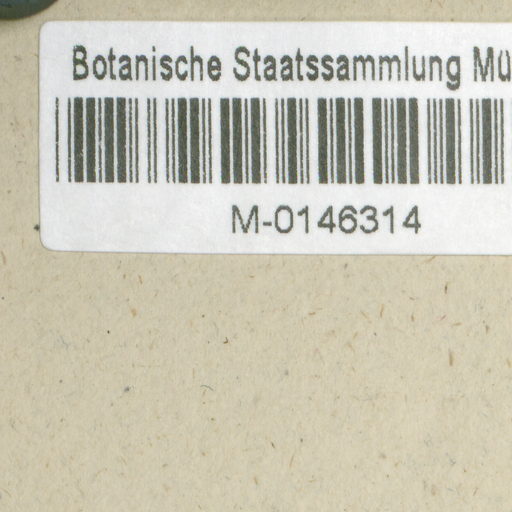 Botanische Staatssammlung Mü
M-0146314